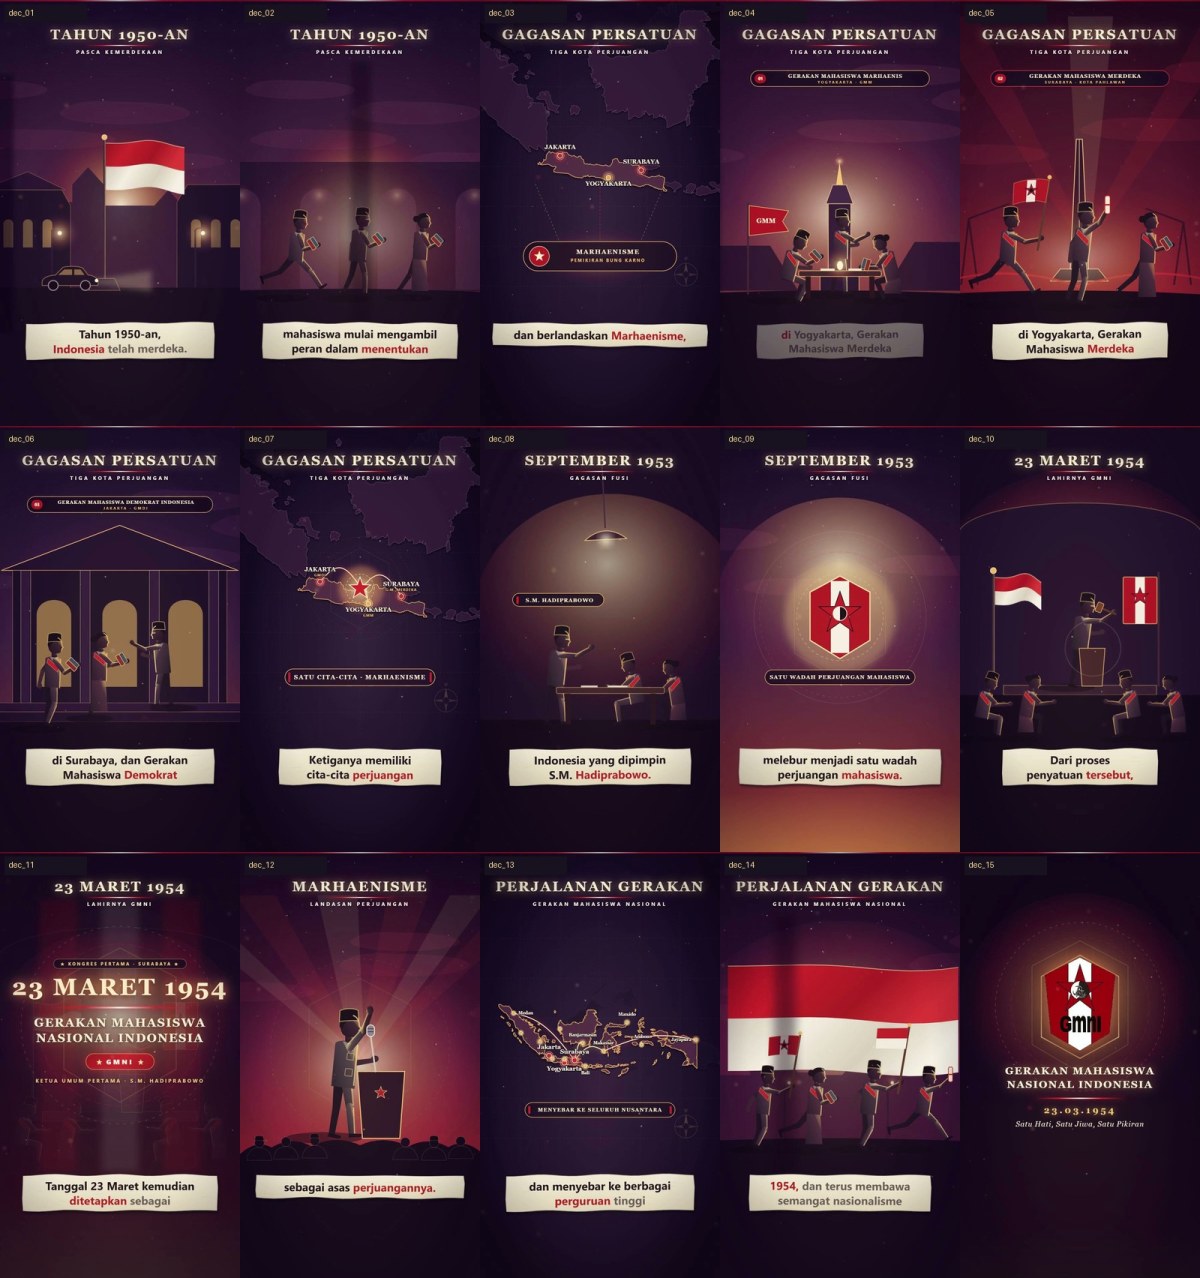 dec_01
TAHUN 1950-AN
PASCA KEMERDEKAAN
Tahun 1950-an,
Indonesia telah merdeka.
dec_02
TAHUN 1950-AN
PASCA KEMERDEKAAN
mahasiswa mulai mengambil
peran dalam menentukan
dec_03
GAGASAN PERSATUAN
TIGA KOTA PERJUANGAN
JAKARTA
SURABAYA
YOGYAKARTA
MARHAENISME
PEMIKIRAN BUNG KARNO
dan berlandaskan Marhaenisme,
dec_04
GAGASAN PERSATUAN
TIGA KOTA PERJUANGAN
01
GERAKAN MAHASISWA MARHAENIS
YOGYAKARTA · GMM
GMM
di Yogyakarta, Gerakan
Mahasiswa Merdeka
dec_05
GAGASAN PERSATUAN
TIGA KOTA PERJUANGAN
02
GERAKAN MAHASISWA MERDEKA
SURABAYA · KOTA PAHLAWAN
di Yogyakarta, Gerakan
Mahasiswa Merdeka
dec_06
GAGASAN PERSATUAN
TIGA KOTA PERJUANGAN
03
GERAKAN MAHASISWA DEMOKRAT INDONESIA
JAKARTA · GMDI
di Surabaya, dan Gerakan
Mahasiswa Demokrat
dec_07
GAGASAN PERSATUAN
TIGA KOTA PERJUANGAN
JAKARTA
SURABAYA
YOGYAKARTA
GMM
SATU CITA-CITA · MARHAENISME
Ketiganya memiliki
cita-cita perjuangan
dec_08
SEPTEMBER 1953
GAGASAN FUSI
S.M. HADIPRABOWO
Indonesia yang dipimpin
S.M. Hadiprabowo.
dec_09
SEPTEMBER 1953
GAGASAN FUSI
SATU WADAH PERJUANGAN MAHASISWA
melebur menjadi satu wadah
perjuangan mahasiswa.
dec_10
23 MARET 1954
LAHIRNYA GMNI
Dari proses
penyatuan tersebut,
dec_11
23 MARET 1954
LAHIRNYA GMNI
KONGRES PERTAMA · SURABAYA
23 MARET 1954
GERAKAN MAHASISWA
NASIONAL INDONESIA
★ GMNI ★
KETUA UMUM PERTAMA · S.M. HADIPRABOWO
Tanggal 23 Maret kemudian
ditetapkan sebagai
dec_12
MARHAENISME
LANDASAN PERJUANGAN
sebagai asas perjuangannya.
dec_13
PERJALANAN GERAKAN
GERAKAN MAHASISWA NASIONAL
Medan
Manado
Banjarmasin
Makassar
Jakarta
Surabaya
Yogyakarta
Bali
MENYEBAR KE SELURUH NUSANTARA
dan menyebar ke berbagai
perguruan tinggi
dec_14
PERJALANAN GERAKAN
GERAKAN MAHASISWA NASIONAL
1954, dan terus membawa
semangat nasionalisme
dec_15
GMNI
GERAKAN MAHASISWA
NASIONAL INDONESIA
23.03.1954
Satu Hati, Satu Jiwa, Satu Pikiran